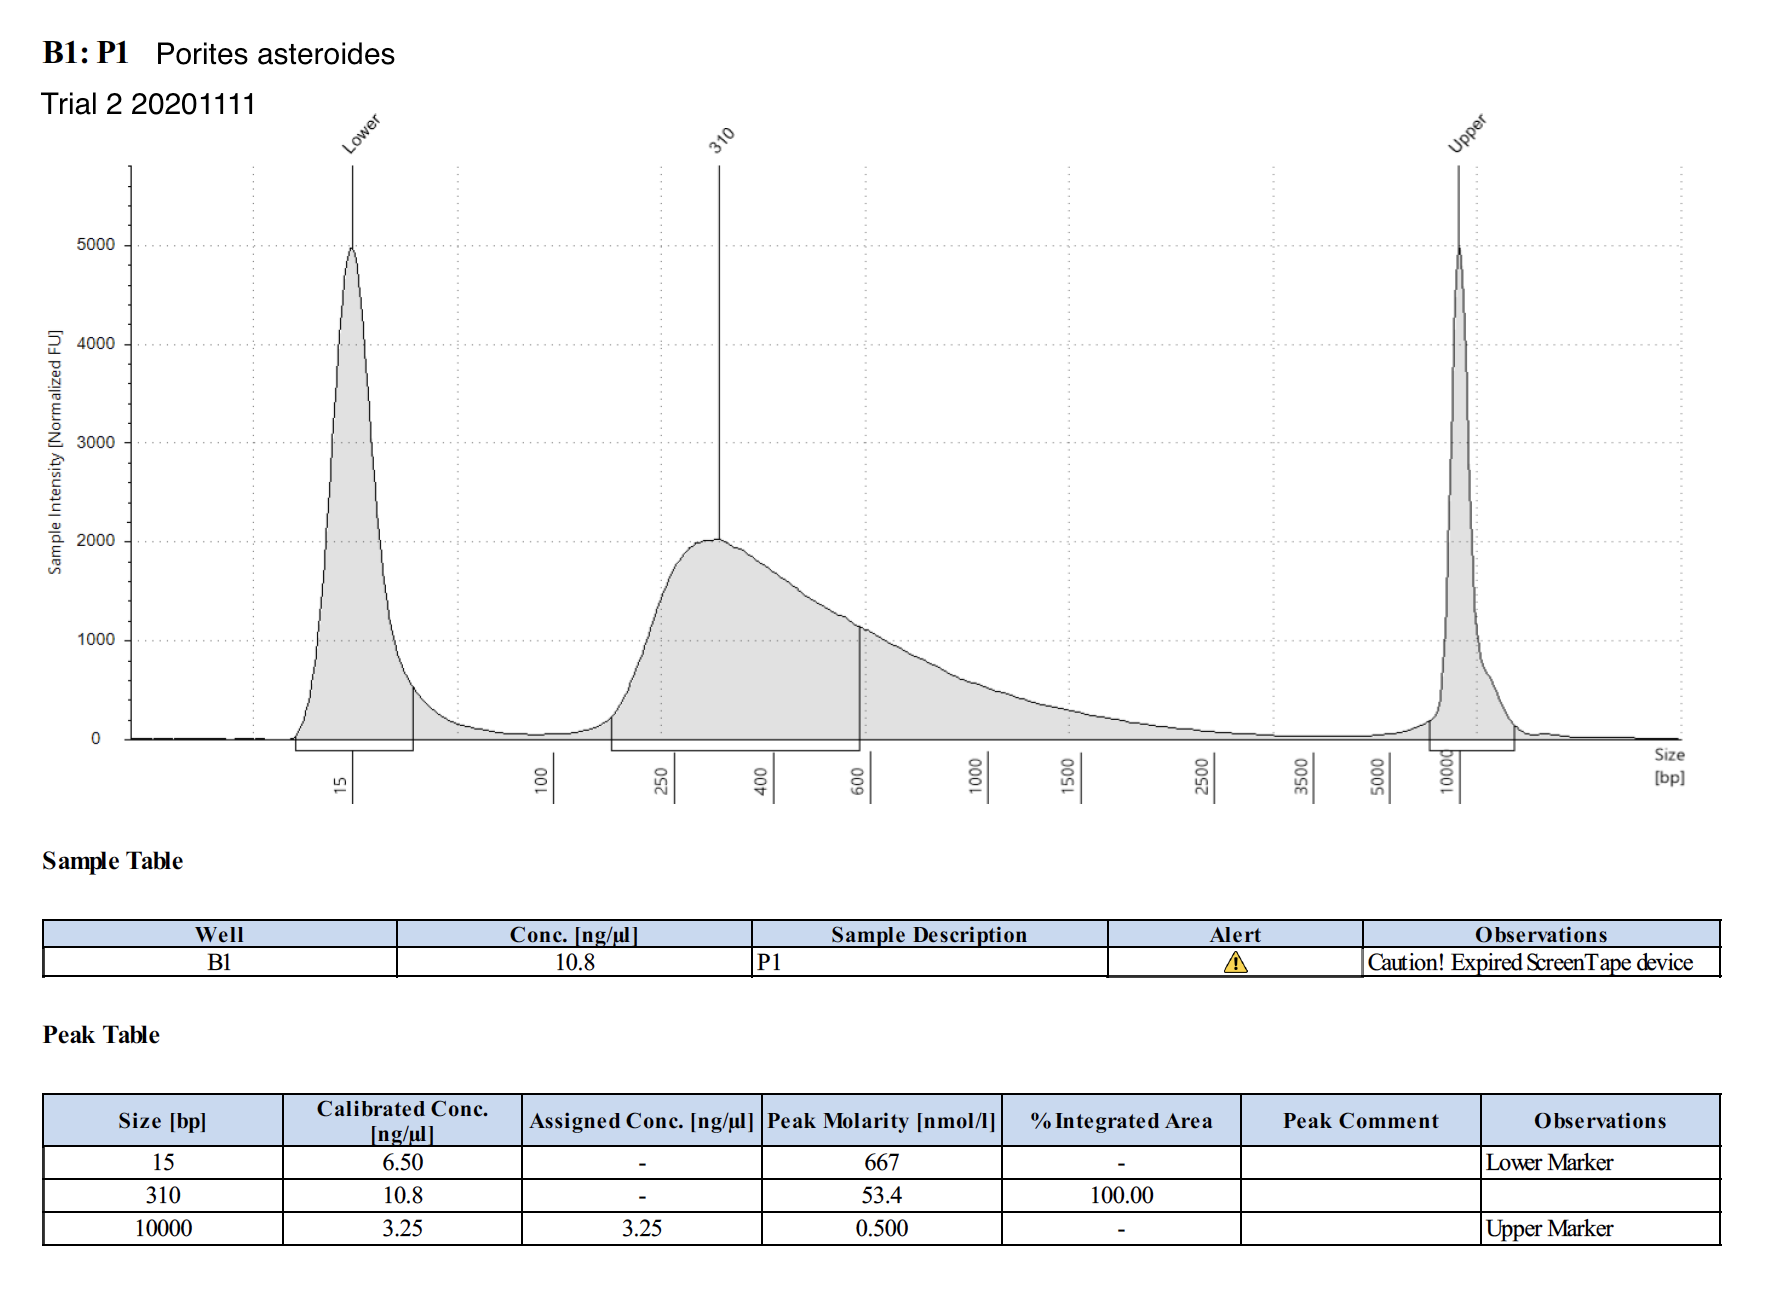 B1: P1 Porites asteroides
Trial 2 20201111
Lower
310
Upper
Sample Intensity [Normalized FU]
5000
4000
3000
2000
1000
0
15
100
250
400
600
1000
1500
2500
3500
5000
10000
Size
[bp]
Sample Table
Well Conc. [ng/µl] Sample Description Alert Observations
B1 10.8 P1 Caution! Expired ScreenTape device
Peak Table
Size [bp] Calibrated Conc. [ng/µl] Assigned Conc. [ng/µl] Peak Molarity [nmol/l] % Integrated Area Peak Comment Observations
15 6.50 - 667 - Lower Marker
310 10.8 - 53.4 100.00
10000 3.25 3.25 0.500 - Upper Marker